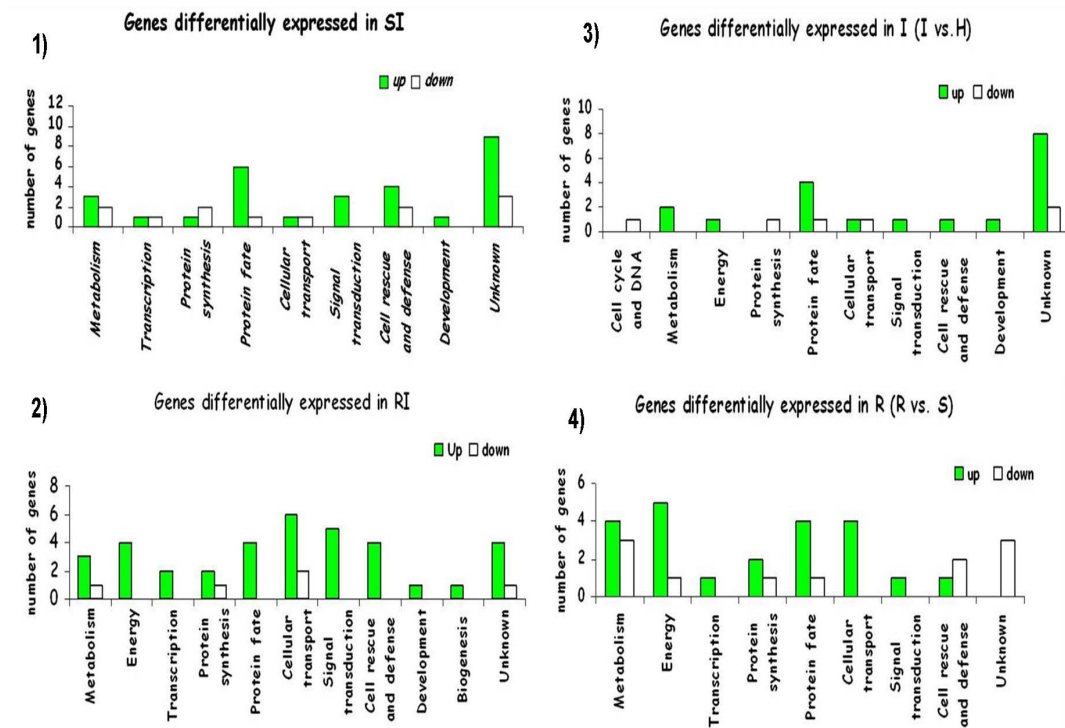 1)
Genes differentially expressed in SI
up down
number of genes
12
10
8
6
4
2
0
Metabolism
Transcription
Protein
synthesis
Protein fate
Cellular
transport
Signal
transduction
Cell rescue
and defense
Development
Unknown
2)
Genes differentially expressed in RI
Up down
number of genes
8
6
4
2
0
Metabolism
Energy
Transcription
Protein
synthesis
Protein fate
Cellular
transport
Signal
transduction
Cell rescue
and defense
Development
Biogenesis
Unknown
3)
Genes differentially expressed in I (I vs.H)
up down
number of genes
10
8
6
4
2
0
Cell cycle
and DNA
Metabolism
Energy
Protein
synthesis
Protein fate
Cellular
transport
Signal
transduction
Cell rescue
and defense
Development
Unknown
4)
Genes differentially expressed in R (R vs. S)
up down
number of genes
6
4
2
0
Metabolism
Energy
Transcription
Protein
synthesis
Protein fate
Cellular
transport
Signal
transduction
Cell rescue
and defense
Unknown